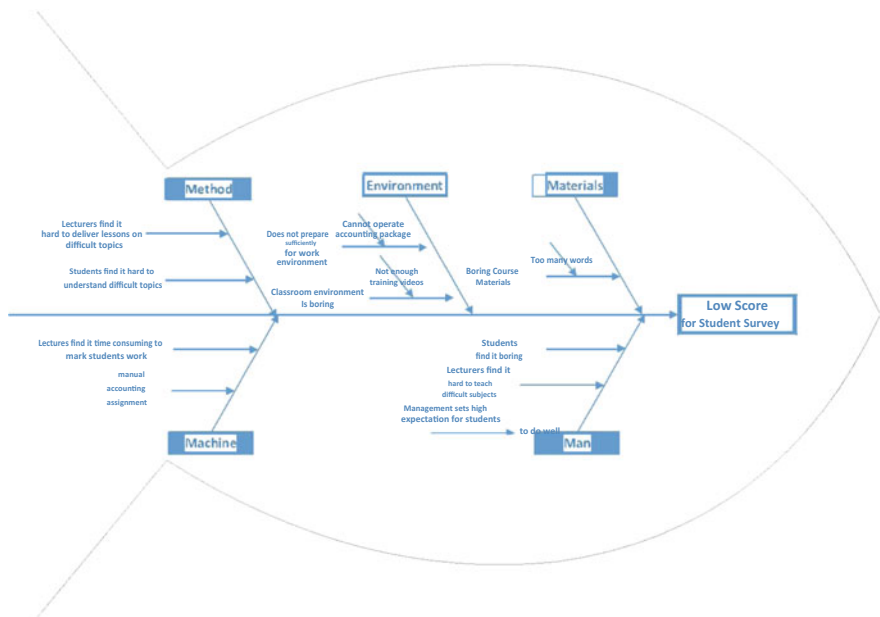 Method
Environment
Materials
Lecturers find it
hard to deliver lessons on
difficult topics
Students find it hard to
understand difficult topics
Cannot operate
accounting package
Does not prepare
sufficiently
for work
environment
Not enough
training videos
Classroom environment
Is boring
Too many words
Boring Course
Materials
Low Score
for Student Survey
Lectures find it time consuming to
mark students work
manual
accounting
assignment
Students
find it boring
Lecturers find it
hard to teach
difficult subjects
Management sets high
expectation for students
to do well
Machine
Man